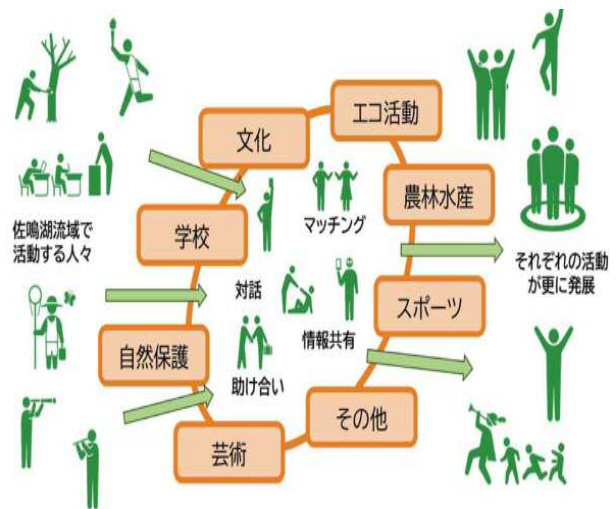 エコ活動
文化
農林水産
マッチング
学校
佐鳴湖流域で
活動する人々
それぞれの活動
が更に発展
対話
スポーツ
情報共有
自然保護
助け合い
その他
芸術